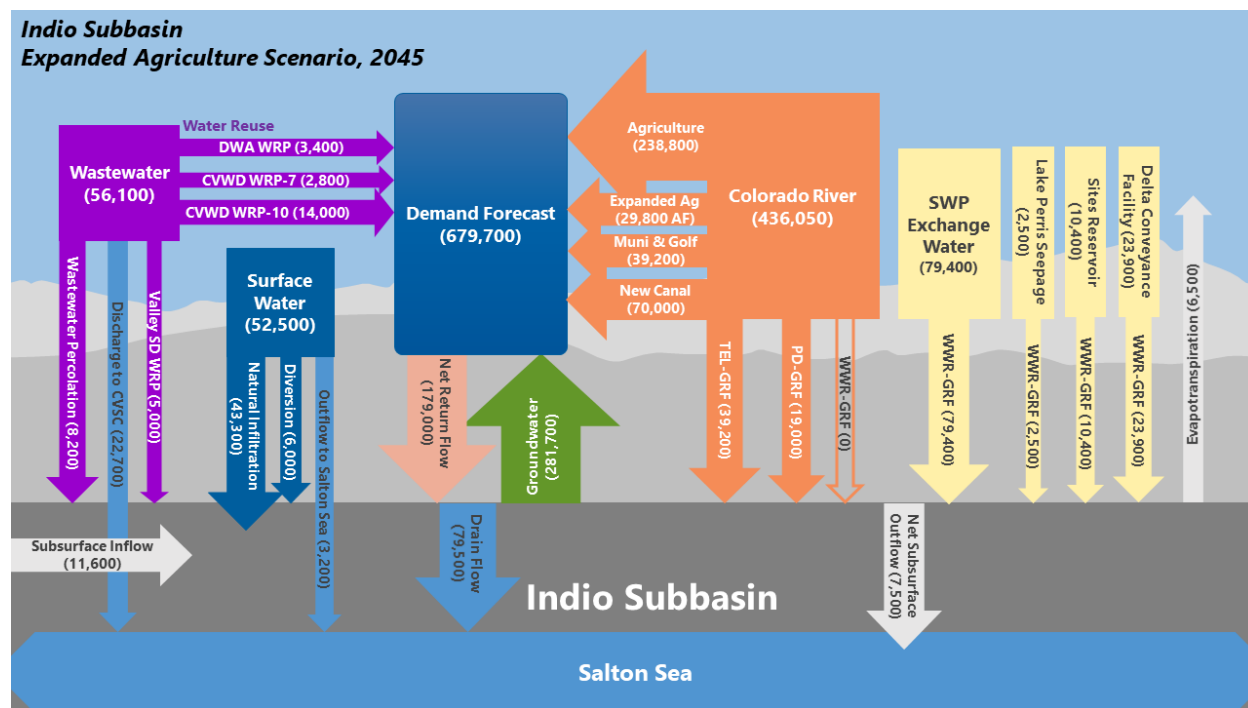 Indio Subbasin
Expanded Agriculture Scenario, 2045
Water Reuse
DWA WRP (3,400)
Wastewater
(56,100)
CVWD WRP-7 (2,800)
CVWD WRP-10 (14,000)
Wastewater Percolation (8,200)
Discharge to CVSC (22,700)
Valley SD WRP (5,000)
Surface
Water
(52,500)
Natural Infiltration
(43,300)
Diversion (6,000)
Outflow to Salton Sea (3,200)
Demand Forecast
(679,700)
Net Return Flow
(179,000)
Groundwater
(281,700)
Drain Flow
(79,500)
Agriculture
(238,800)
Expanded Ag
(29,800 AF)
Muni & Golf
(39,200)
New Canal
(70,000)
Colorado River
(436,050)
TEL-GRF (39,200)
PD-GRF (19,000)
WWR-GRF (0)
SWP
Exchange
Water
(79,400)
WWR-GRF (79,400)
Lake Perris Seepage
(2,500)
WWR-GRF (2,500)
Sites Reservoir
(10,400)
WWR-GRF (10,400)
Delta Conveyance
Facility (23,900)
WWR-GRF (23,900)
Evapotranspiration (6,500)
Subsurface Inflow
(11,600)
Net Subsurface
Outflow (7,500)
Indio Subbasin
Salton Sea